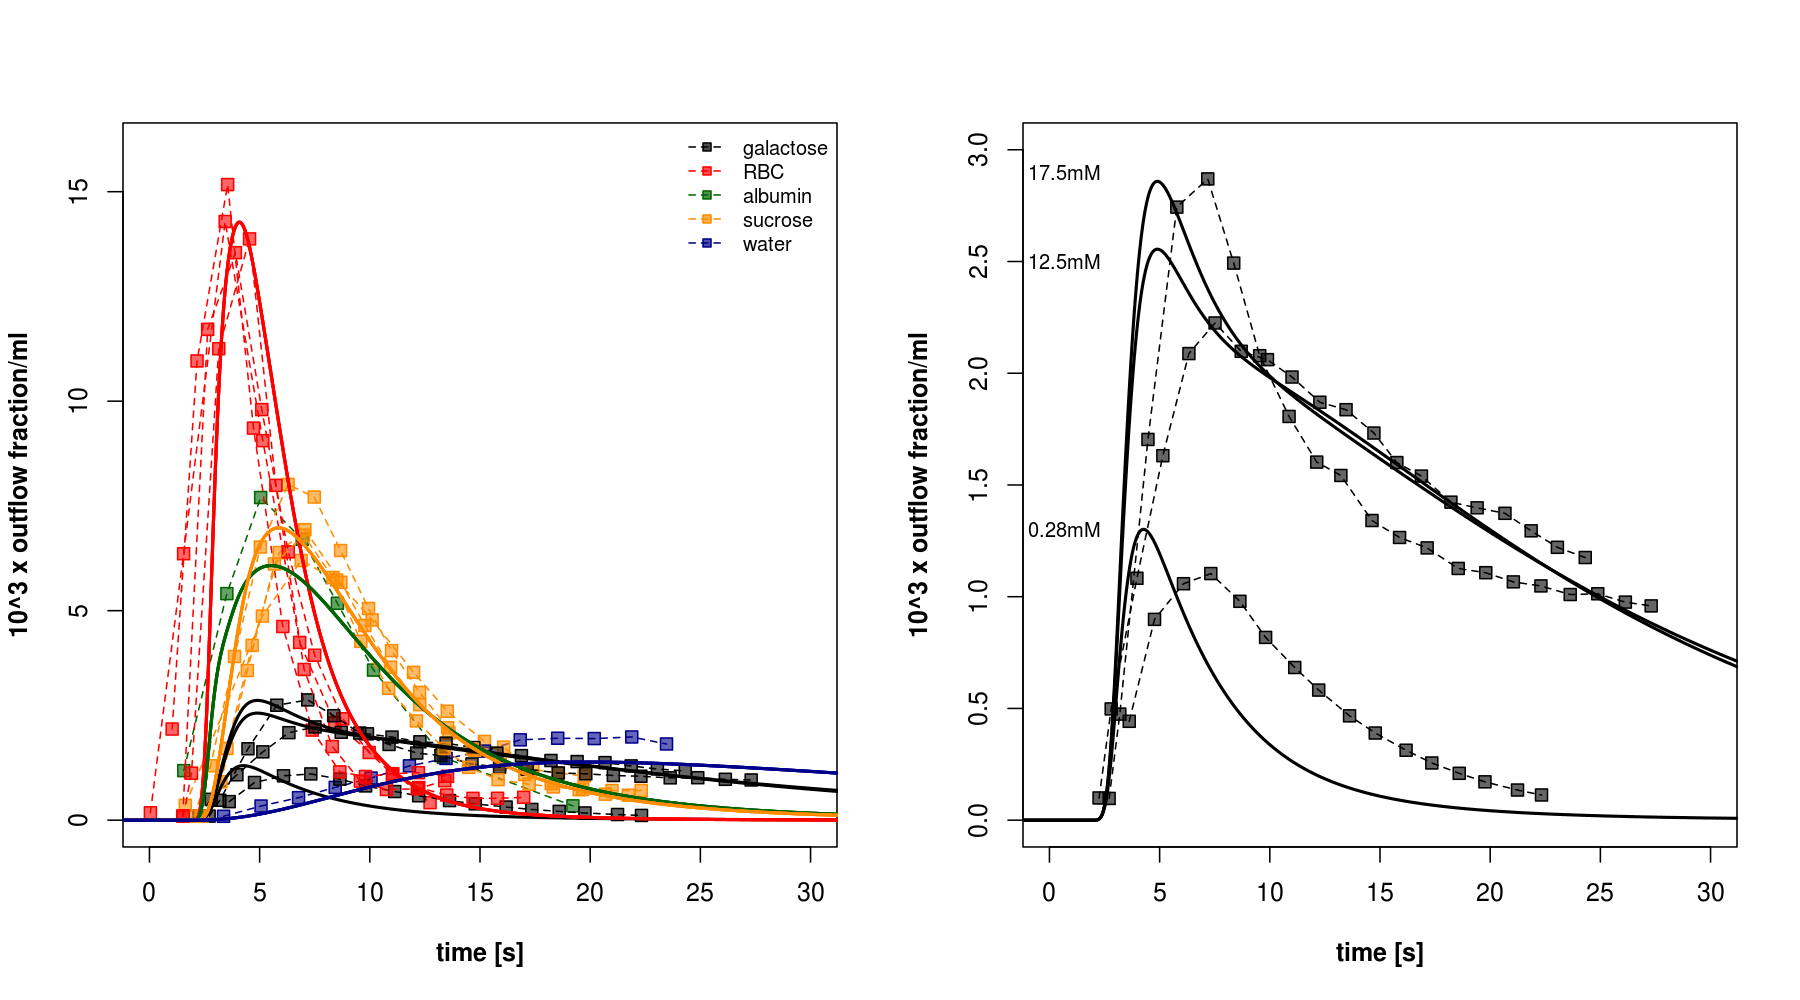 10^3 x outflow fraction/ml
15
10
5
0
galactose
RBC
albumin
sucrose
water
0 5 10 15 20 25 30
time [s]
10^3 x outflow fraction/ml
3.0
2.5
2.0
1.5
1.0
0.5
0.0
17.5mM
12.5mM
0.28mM
0 5 10 15 20 25 30
time [s]